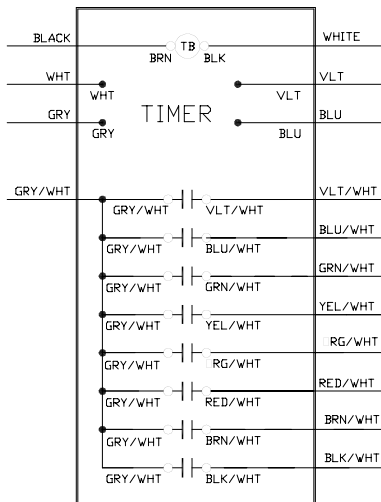 BLACK TB WHITE
BRN BLK
WHT VLT
WHT VLT
GRY TIMER BLU
GRY BLU
GRY/WHT VLT/WHT
GRY/WHT VLT/WHT
BLU/WHT
GRY/WHT BLU/WHT
GRN/WHT
GRY/WHT GRN/WHT
YEL/WHT
GRY/WHT YEL/WHT
RG/WHT
GRY/WHT RG/WHT
RED/WHT
GRY/WHT RED/WHT
BRN/WHT
GRY/WHT BRN/WHT
BLK/WHT
GRY/WHT BLK/WHT